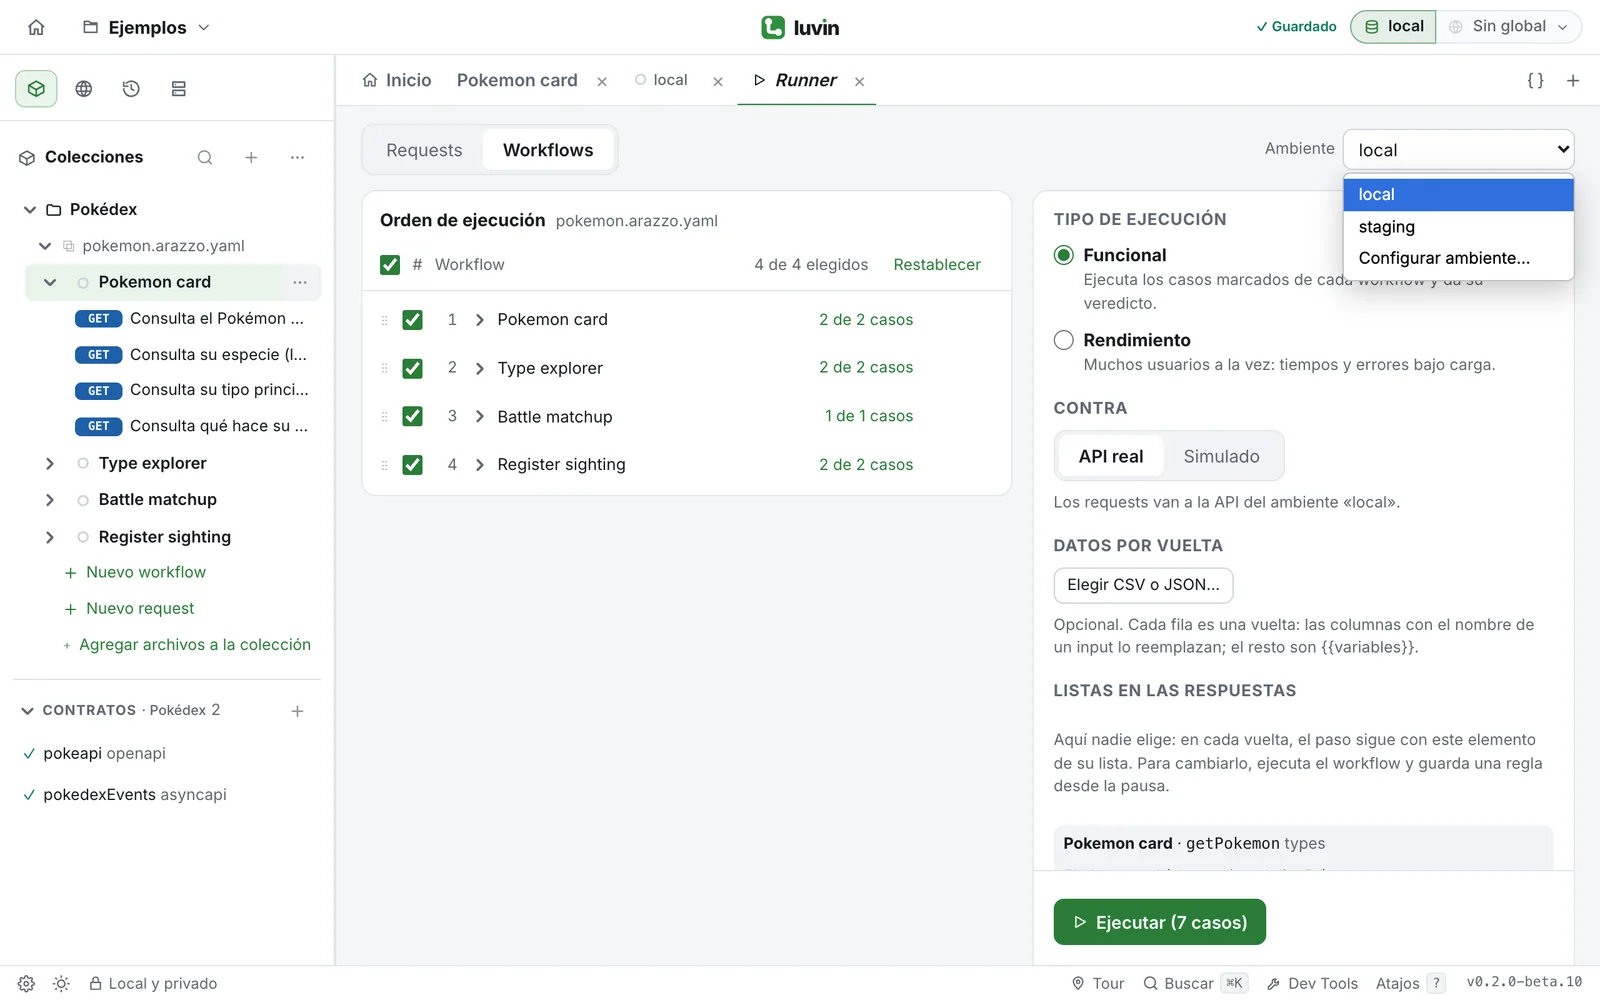 Ejemplos
luvin
Guardado
local
Sin global
Inicio
Pokemon card
local
Runner
{}
Colecciones
Pokédex
pokemon.arazzo.yaml
Pokemon card
GET Consulta el Pokémon ...
GET Consulta su especie (l...
GET Consulta su tipo princi...
GET Consulta qué hace su ...
Type explorer
Battle matchup
Register sighting
+ Nuevo workflow
+ Nuevo request
+ Agregar archivos a la colección
CONTRATOS · Pokédex 2
pokeapi openapi
pokedexEvents asyncapi
Requests
Workflows
Ambiente
local
local
staging
Configurar ambiente...
Orden de ejecución pokemon.arazzo.yaml
# Workflow
4 de 4 elegidos
Restablecer
1 Pokemon card 2 de 2 casos
2 Type explorer 2 de 2 casos
3 Battle matchup 1 de 1 casos
4 Register sighting 2 de 2 casos
TIPO DE EJECUCIÓN
Funcional
Ejecuta los casos marcados de cada workflow y da su
veredicto.
Rendimiento
Muchos usuarios a la vez: tiempos y errores bajo carga.
CONTRA
API real
Simulado
Los requests van a la API del ambiente «local».
DATOS POR VUELTA
Elegir CSV o JSON...
Opcional. Cada fila es una vuelta: las columnas con el nombre de
un input lo reemplazan; el resto son {{variables}}.
LISTAS EN LAS RESPUESTAS
Aquí nadie elige: en cada vuelta, el paso sigue con este elemento
de su lista. Para cambiarlo, ejecuta el workflow y guarda una regla
desde la pausa.
Pokemon card · getPokemon types
Ejecutar (7 casos)
Local y privado
Tour
Buscar ⌘K
Dev Tools
Atajos ?
v0.2.0-beta.10